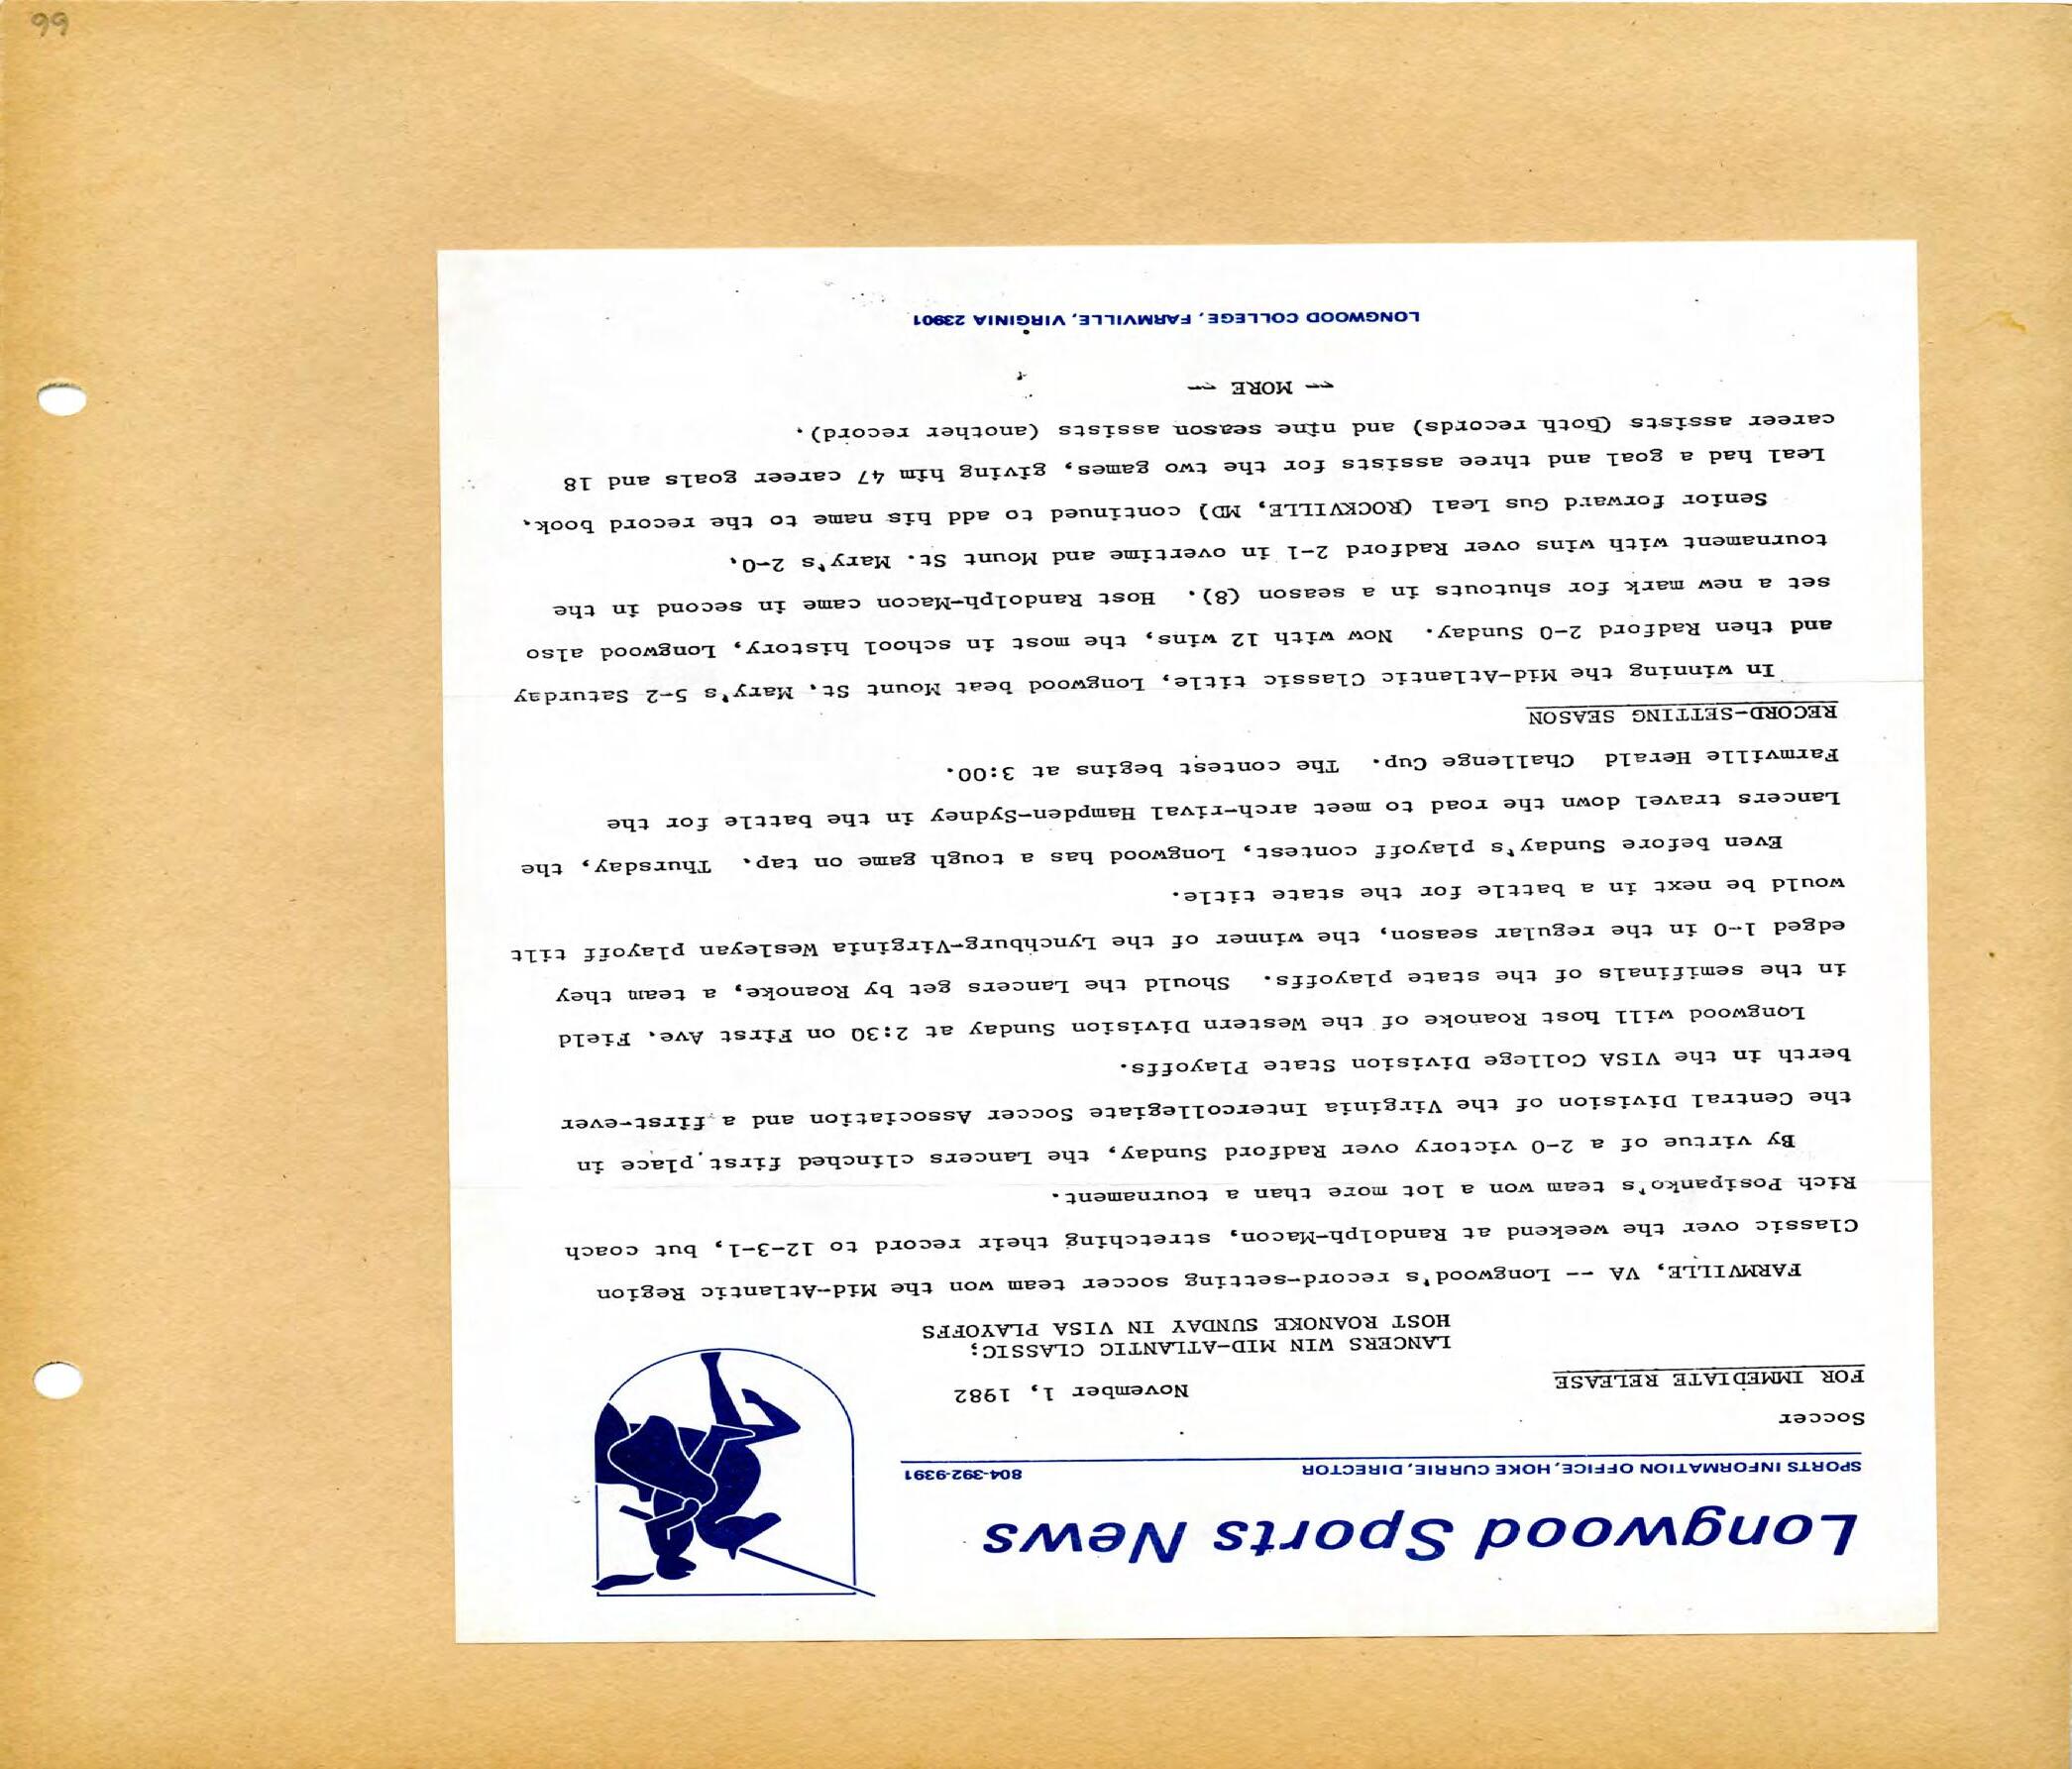 Longwood Sports News
SPORTS INFORMATION OFFICE, HOKE CURRIE, DIRECTOR 804-392-9391
Soccer
FOR IMMEDIATE RELEASE November 1, 1982
LANCERS WIN MID-ATLANTIC CLASSIC;
HOST ROANOKE SUNDAY IN VISA PLAYOFFS
FARMVILLE, VA -- Longwood's record-setting soccer team won the Mid-Atlantic Region
Classic over the weekend at Randolph-Macon, stretching their record to 12-3-1, but coach
Rich Posipanko's team won a lot more than a tournament.
By virtue of a 2-0 victory over Radford Sunday, the Lancers clinched first place in
the Central Division of the Virginia Intercollegiate Soccer Association and a first-ever
berth in the VISA College Division State Playoffs.
Longwood will host Roanoke of the Western Division Sunday at 2:30 on First Ave. Field
in the semifinals of the state playoffs. Should the Lancers get by Roanoke, a team they
edged 1-0 in the regular season, the winner of the Lynchburg-Virginia Wesleyan playoff tilt
would be next in a battle for the state title.
Even before Sunday's playoff contest, Longwood has a tough game on tap. Thursday, the
Lancers travel down the road to meet arch-rival Hampden-Sydney in the battle for the
Farmville Herald Challenge Cup. The contest begins at 3:00.
RECORD-SETTING SEASON
In winning the Mid-Atlantic Classic title, Longwood beat Mount St. Mary's 5-2 Saturday
and then Radford 2-0 Sunday. Now with 12 wins, the most in school history, Longwood also
set a new mark for shutouts in a season (8). Host Randolph-Macon came in second in the
tournament with wins over Radford 2-1 in overtime and Mount St. Mary's 2-0.
Senior forward Gus Leal (ROCKVILLE, MD) continued to add his name to the record book.
Leal had a goal and three assists for the two games, giving him 47 career goals and 18
career assists (both records) and nine season assists (another record).
-- MORE --
LONGWOOD COLLEGE, FARMVILLE, VIRGINIA 23901
66